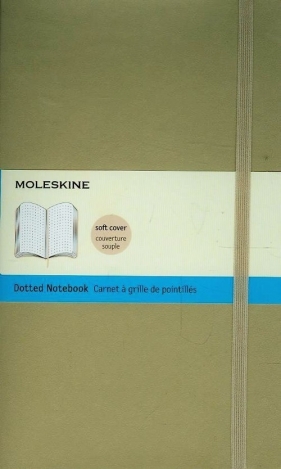 MOLESKINE
soft cover
couverture
souple
Dotted Notebook Carnet à grille de pointillés